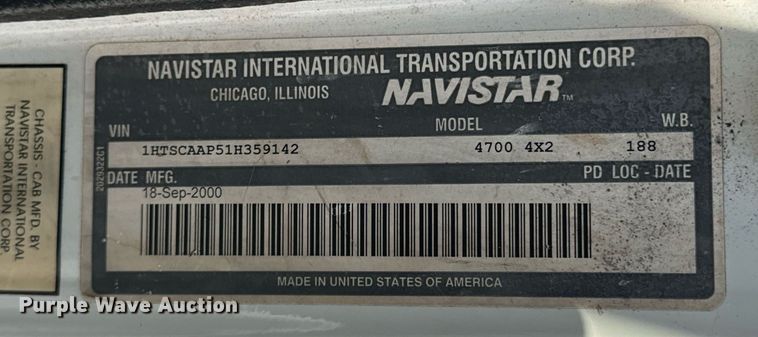 NAVISTAR INTERNATIONAL TRANSPORTATION CORP.
CHICAGO, ILLINOIS NAVISTAR™
VIN MODEL W.B.
1HTSCAAP51H359142 4700 4X2 188
DATE MFG. PD LOC - DATE
18-Sep-2000
MADE IN UNITED STATES OF AMERICA
CHASSIS - CAB MFD. BY
NAVISTAR INTERNATIONAL
TRANSPORTATION CORP.
Purple Wave Auction